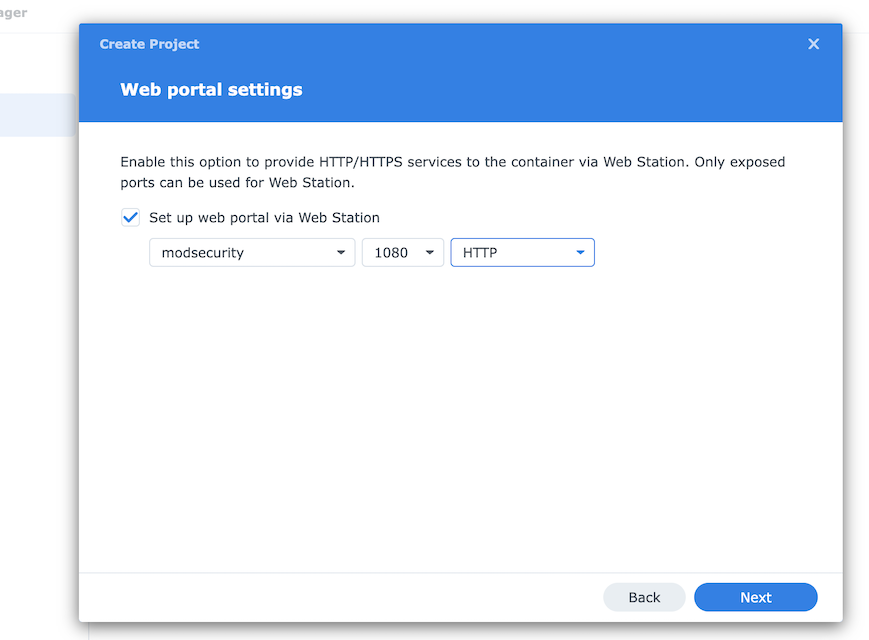 ager
Create Project
Web portal settings
Enable this option to provide HTTP/HTTPS services to the container via Web Station. Only exposed
ports can be used for Web Station.
Set up web portal via Web Station
modsecurity 1080 HTTP
Back Next